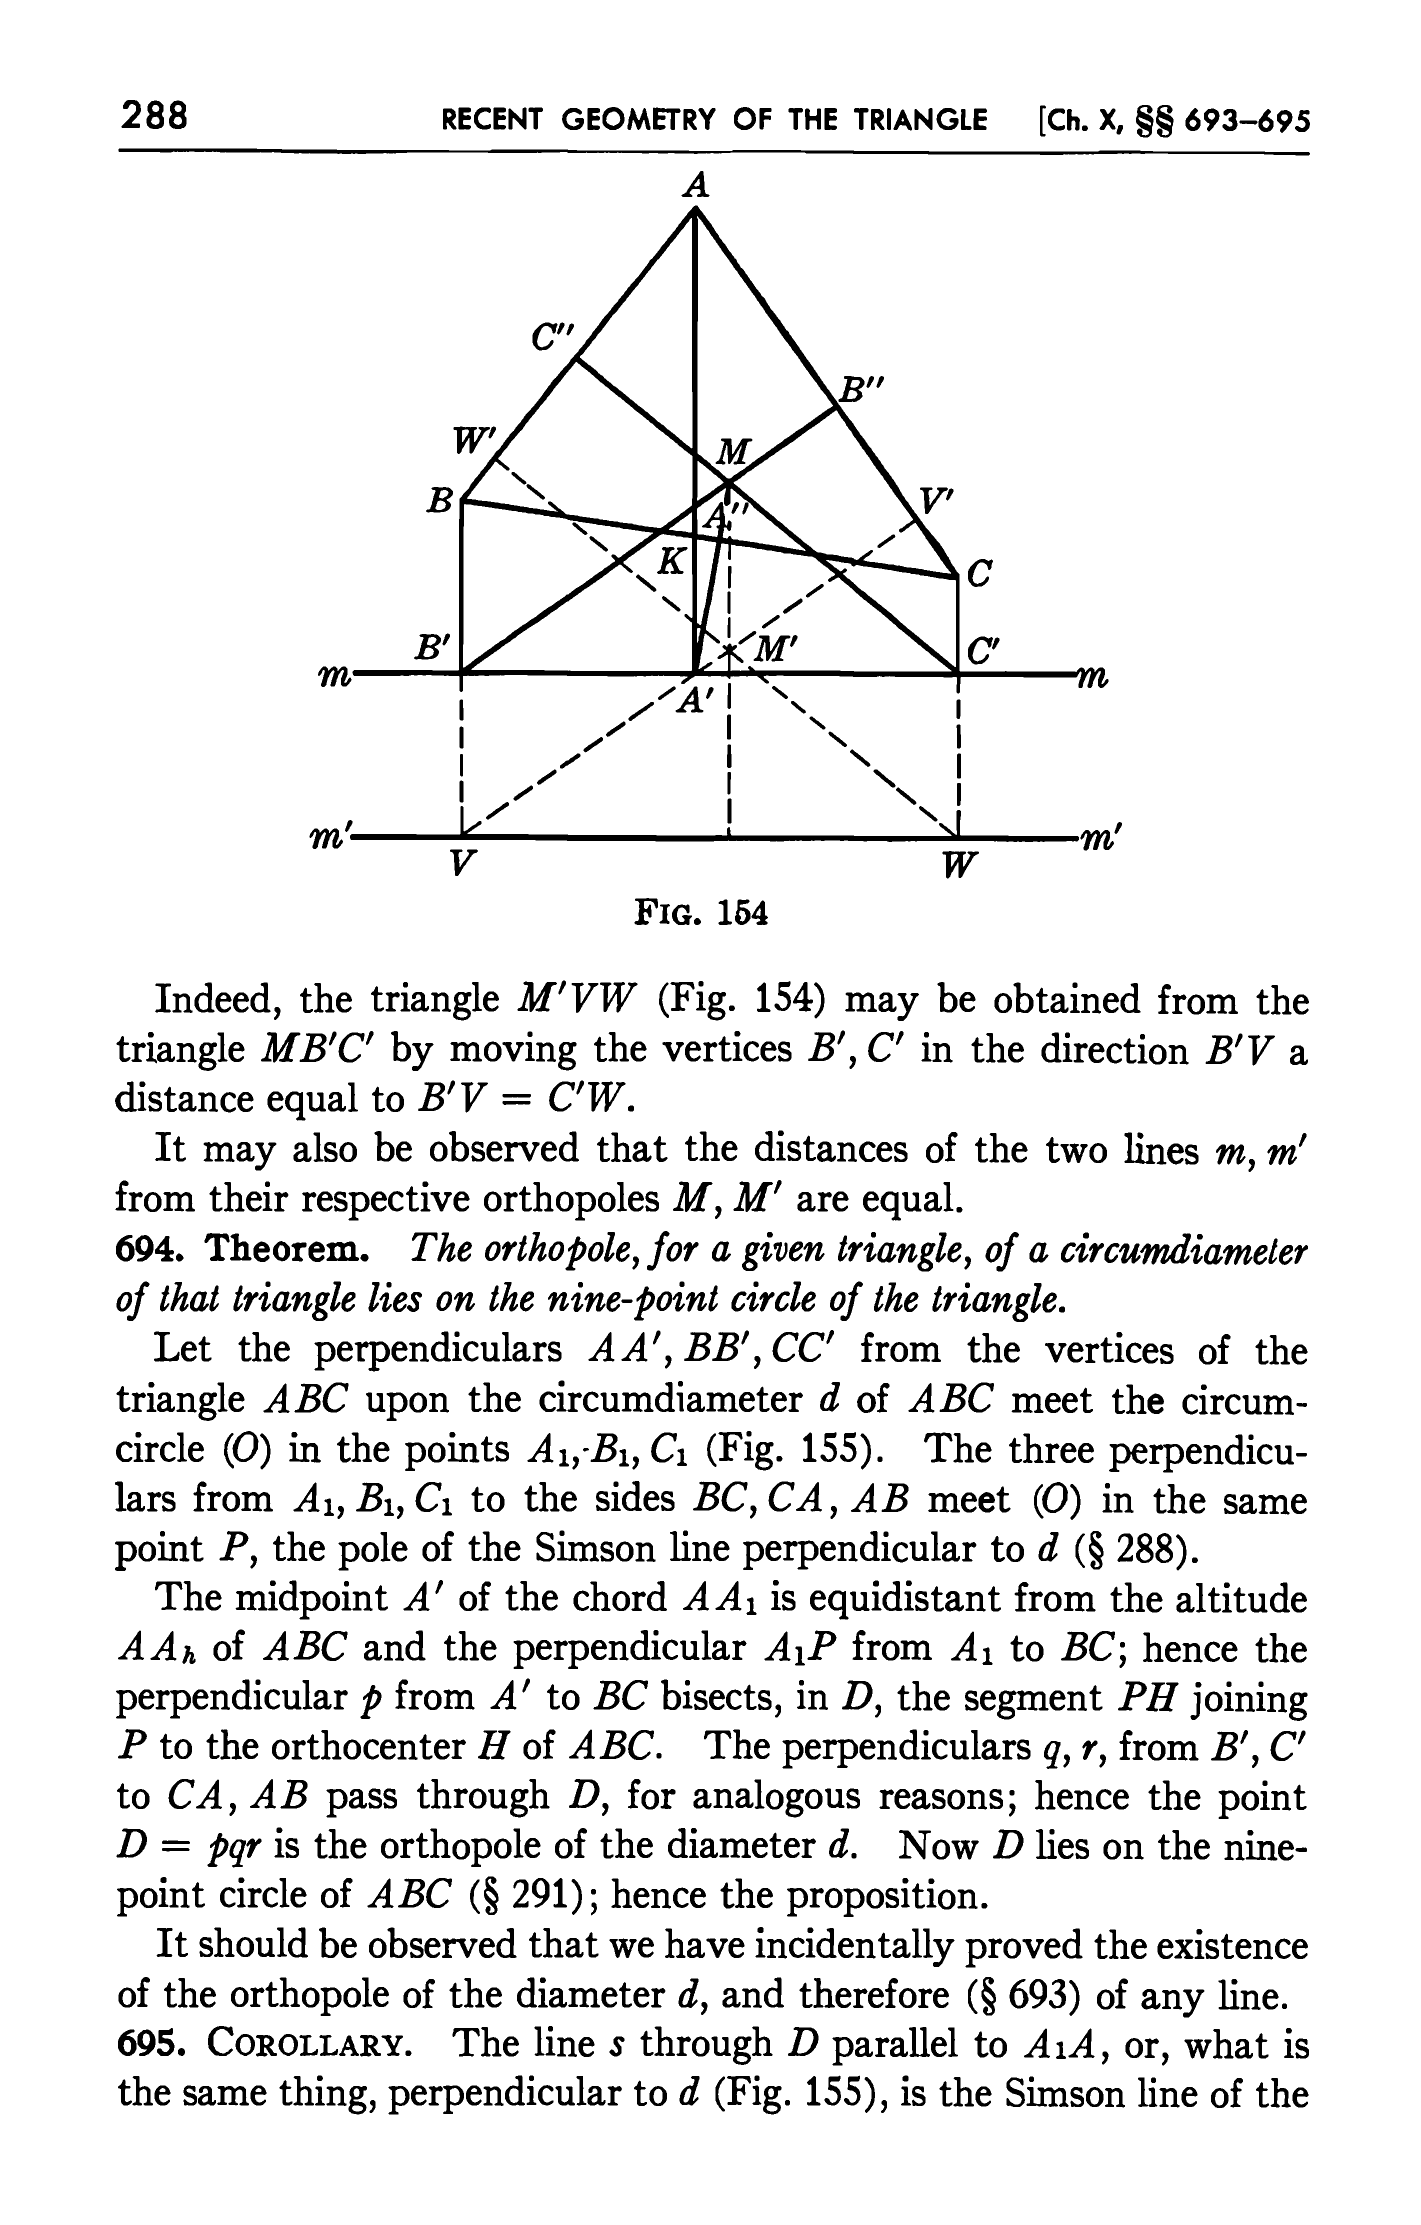 288 RECENT GEOMETRY OF THE TRIANGLE [Ch. X, §§ 693–695
A
C''
B''
W'
M
B
V'
A''
K
C
B'
M'
C'
m
m
A'
m'
m'
V
W
FIG. 154
Indeed, the triangle M'VW (Fig. 154) may be obtained from the
triangle MB'C' by moving the vertices B', C' in the direction B'V a
distance equal to B'V = C'W.
It may also be observed that the distances of the two lines m, m'
from their respective orthopoles M, M' are equal.
694. Theorem. The orthopole, for a given triangle, of a circumdiameter
of that triangle lies on the nine-point circle of the triangle.
Let the perpendiculars AA', BB', CC' from the vertices of the
triangle ABC upon the circumdiameter d of ABC meet the circum-
circle (O) in the points A₁, B₁, C₁ (Fig. 155). The three perpendicu-
lars from A₁, B₁, C₁ to the sides BC, CA, AB meet (O) in the same
point P, the pole of the Simson line perpendicular to d (§ 288).
The midpoint A' of the chord AA₁ is equidistant from the altitude
AAₕ of ABC and the perpendicular A₁P from A₁ to BC; hence the
perpendicular p from A' to BC bisects, in D, the segment PH joining
P to the orthocenter H of ABC. The perpendiculars q, r, from B', C'
to CA, AB pass through D, for analogous reasons; hence the point
D = pqr is the orthopole of the diameter d. Now D lies on the nine-
point circle of ABC (§ 291); hence the proposition.
It should be observed that we have incidentally proved the existence
of the orthopole of the diameter d, and therefore (§ 693) of any line.
695. COROLLARY. The line s through D parallel to A₁A, or, what is
the same thing, perpendicular to d (Fig. 155), is the Simson line of the